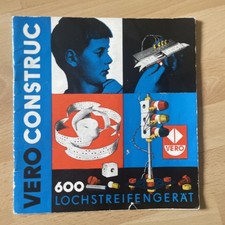 VERO CONSTRUC
VERO
600
LOCHSTREIFENGERÄT